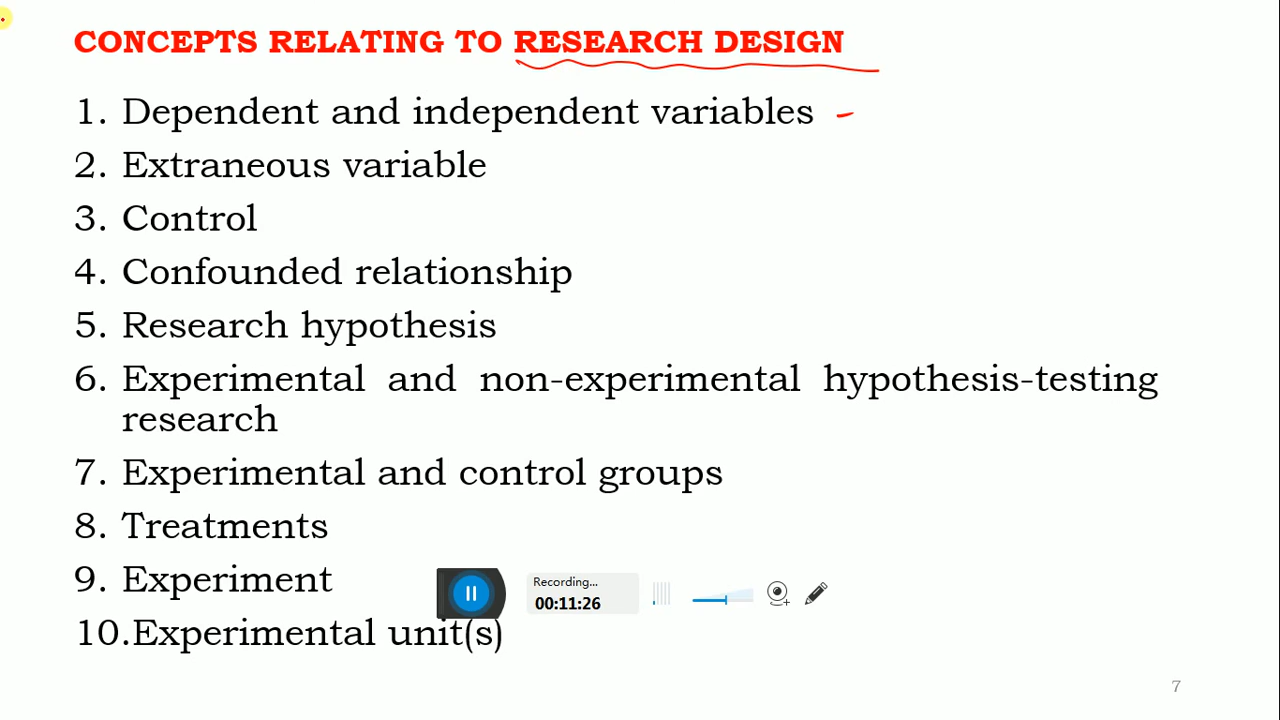 CONCEPTS RELATING TO RESEARCH DESIGN
1. Dependent and independent variables
2. Extraneous variable
3. Control
4. Confounded relationship
5. Research hypothesis
6. Experimental and non-experimental hypothesis-testing
research
7. Experimental and control groups
8. Treatments
9. Experiment
Recording...
00:11:26
10.Experimental unit(s)
7